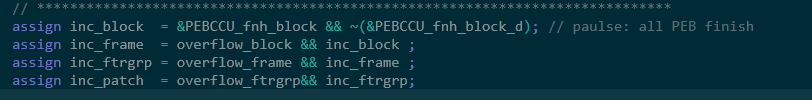 // ***************************************************************************
assign inc_block  = &PEBCCU_fnh_block && ~(&PEBCCU_fnh_block_d); // paulse: all PEB finish
assign inc_frame  = overflow_block && inc_block ;
assign inc_ftrgrp = overflow_frame && inc_frame ;
assign inc_patch  = overflow_ftrgrp&& inc_ftrgrp;